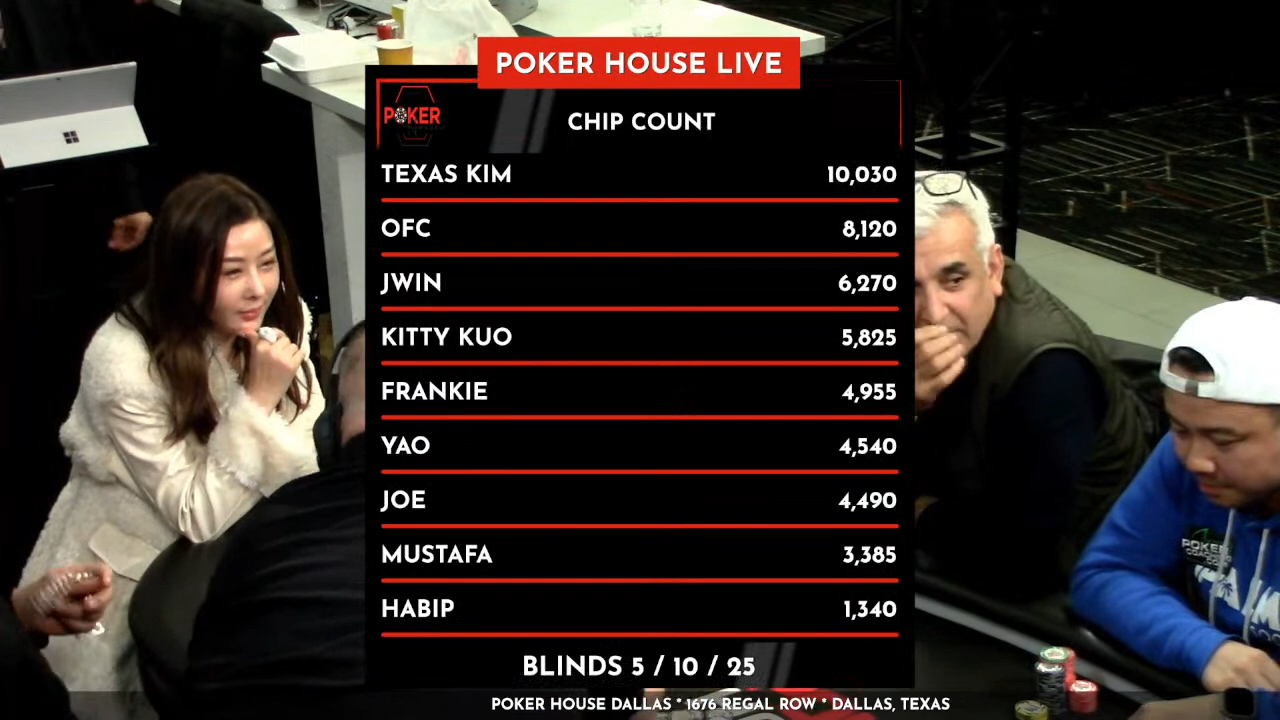 POKER HOUSE LIVE
POKER
CHIP COUNT
TEXAS KIM 10,030
OFC 8,120
JWIN 6,270
KITTY KUO 5,825
FRANKIE 4,955
YAO 4,540
JOE 4,490
MUSTAFA 3,385
HABIP 1,340
POKER
BLINDS 5 / 10 / 25
POKER HOUSE DALLAS * 1676 REGAL ROW * DALLAS, TEXAS